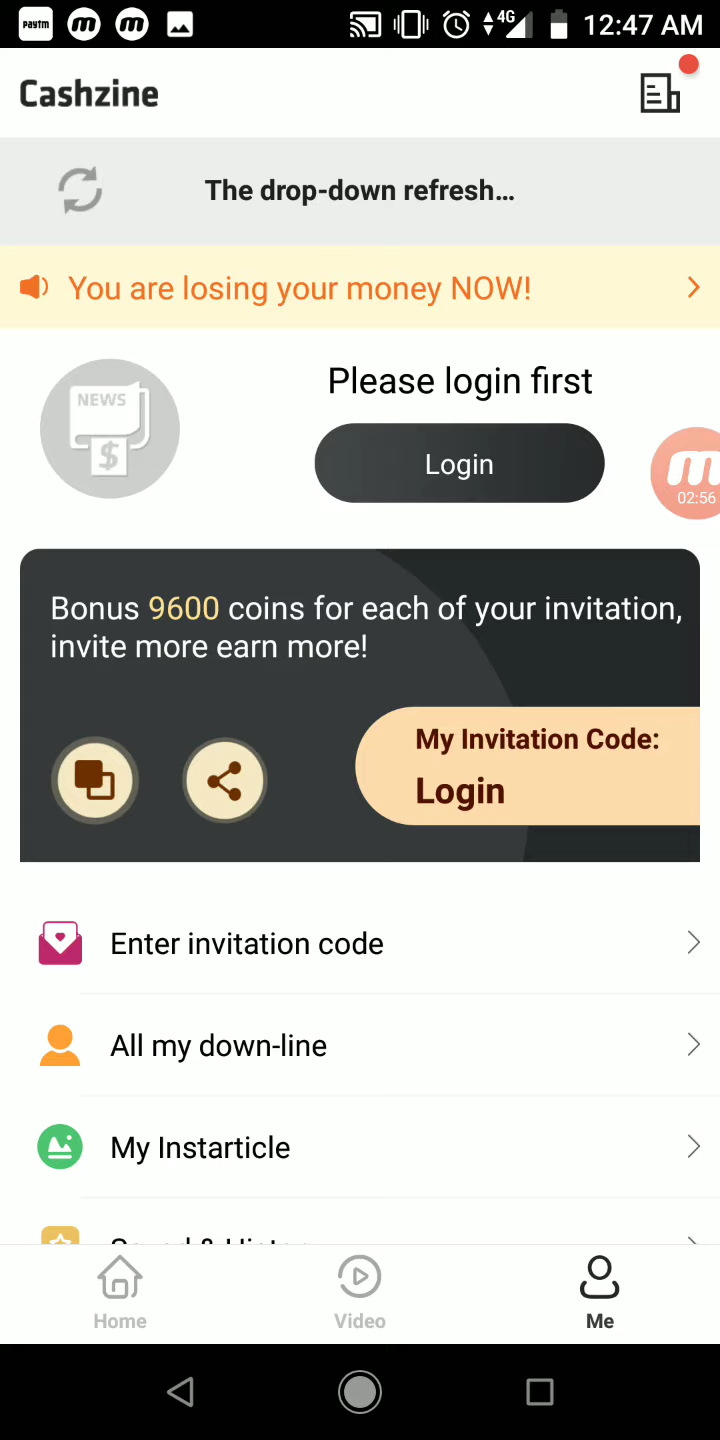 Paytm
4G
12:47 AM
Cashzine
The drop-down refresh...
You are losing your money NOW!
NEWS
$
Please login first
Login
m
02:56
Bonus 9600 coins for each of your invitation,
invite more earn more!
My Invitation Code:
Login
Enter invitation code
All my down-line
My Instarticle
Home
Video
Me